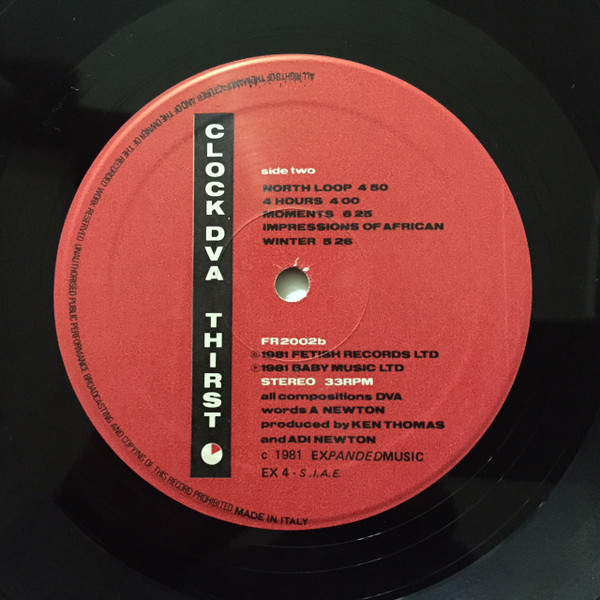 ALL RIGHTS OF THE MANUFACTURER AND OF THE OWNER OF THE RECORDED WORK RESERVED UNAUTHORISED PUBLIC PERFORMANCE BROADCASTING AND COPYING OF THIS RECORD PROHIBITED MADE IN ITALY
CLOCK DVA THIRST
side two
NORTH LOOP 4 50
4 HOURS 4 00
MOMENTS 6 25
IMPRESSIONS OF AFRICAN
WINTER 5 26
FR2002b
℗ 1981 FETISH RECORDS LTD
℗ 1981 BABY MUSIC LTD
STEREO 33RPM
all compositions DVA
words A NEWTON
produced by KEN THOMAS
and ADI NEWTON
c 1981 EXPANDEDMUSIC
EX 4 - S.I.A.E.